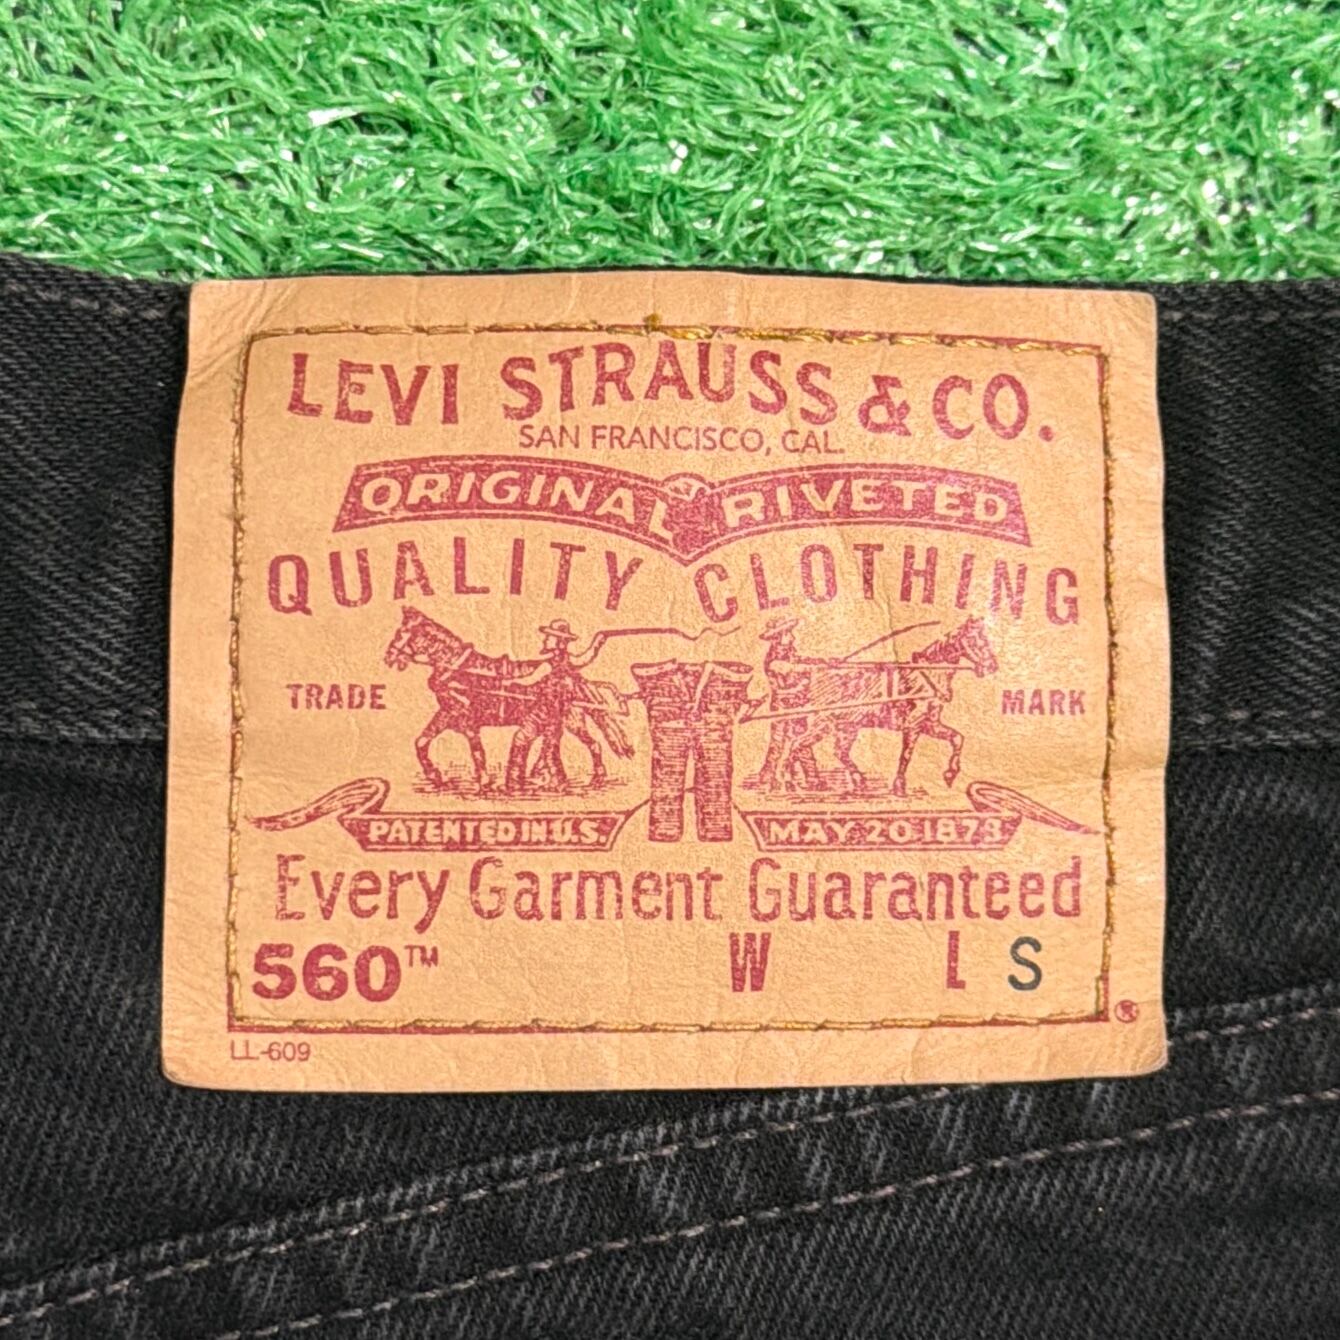 LEVI STRAUSS & CO.
SAN FRANCISCO, CAL.
ORIGINAL RIVETED
QUALITY CLOTHING
TRADE MARK
PATENTED IN U.S. MAY 20 1873
Every Garment Guaranteed
560™ W L S
®
LL-609